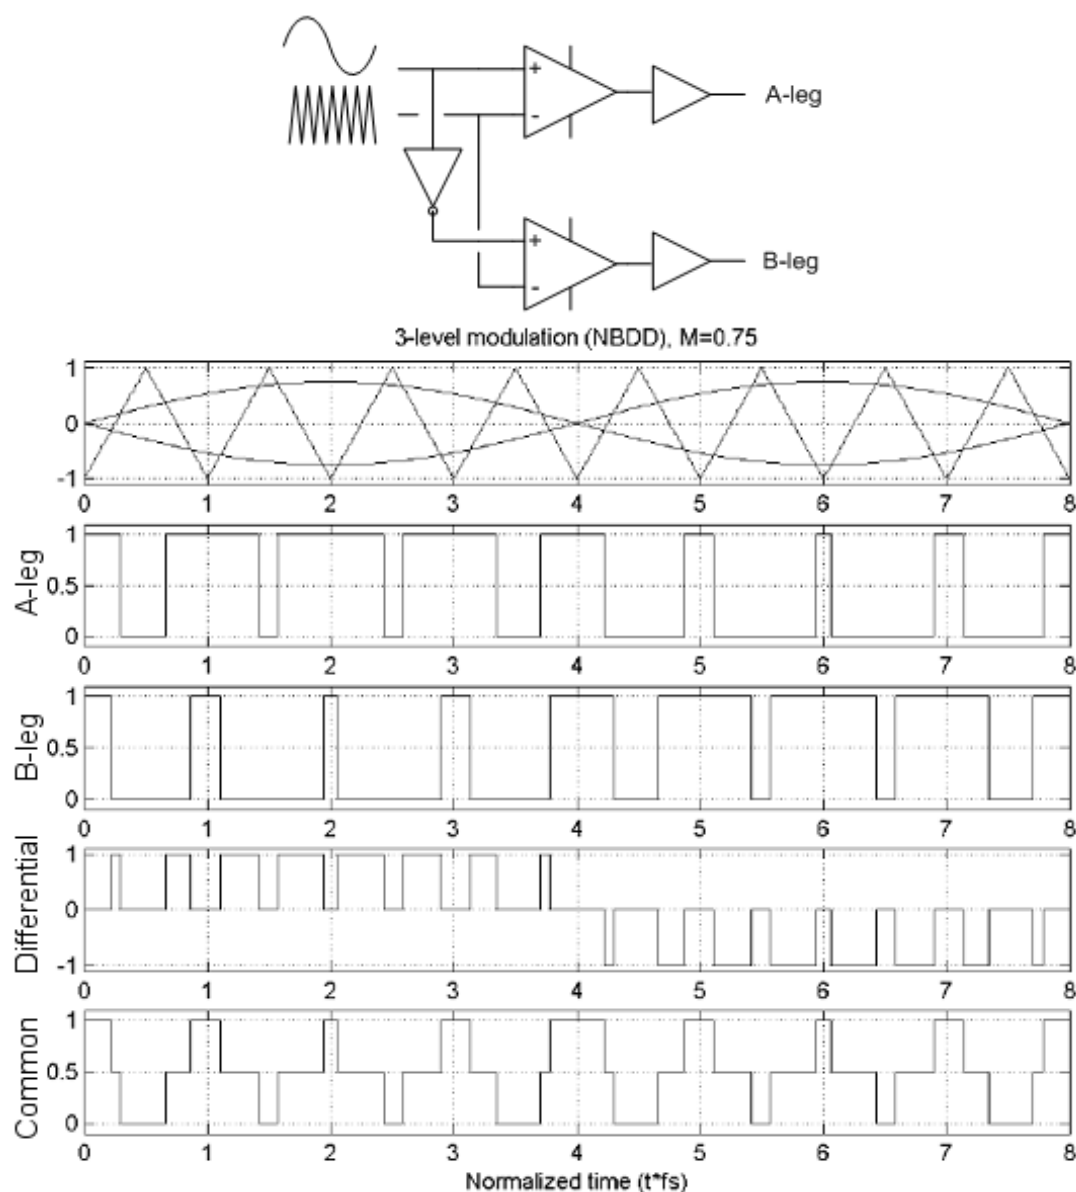 +
-
A-leg
+
-
B-leg
3-level modulation (NBDD), M=0.75
1
0
-1
0 1 2 3 4 5 6 7 8
A-leg
1
0.5
0
0 1 2 3 4 5 6 7 8
B-leg
1
0.5
0
0 1 2 3 4 5 6 7 8
Differential
1
0
-1
0 1 2 3 4 5 6 7 8
Common
1
0.5
0
0 1 2 3 4 5 6 7 8
Normalized time (t*fs)